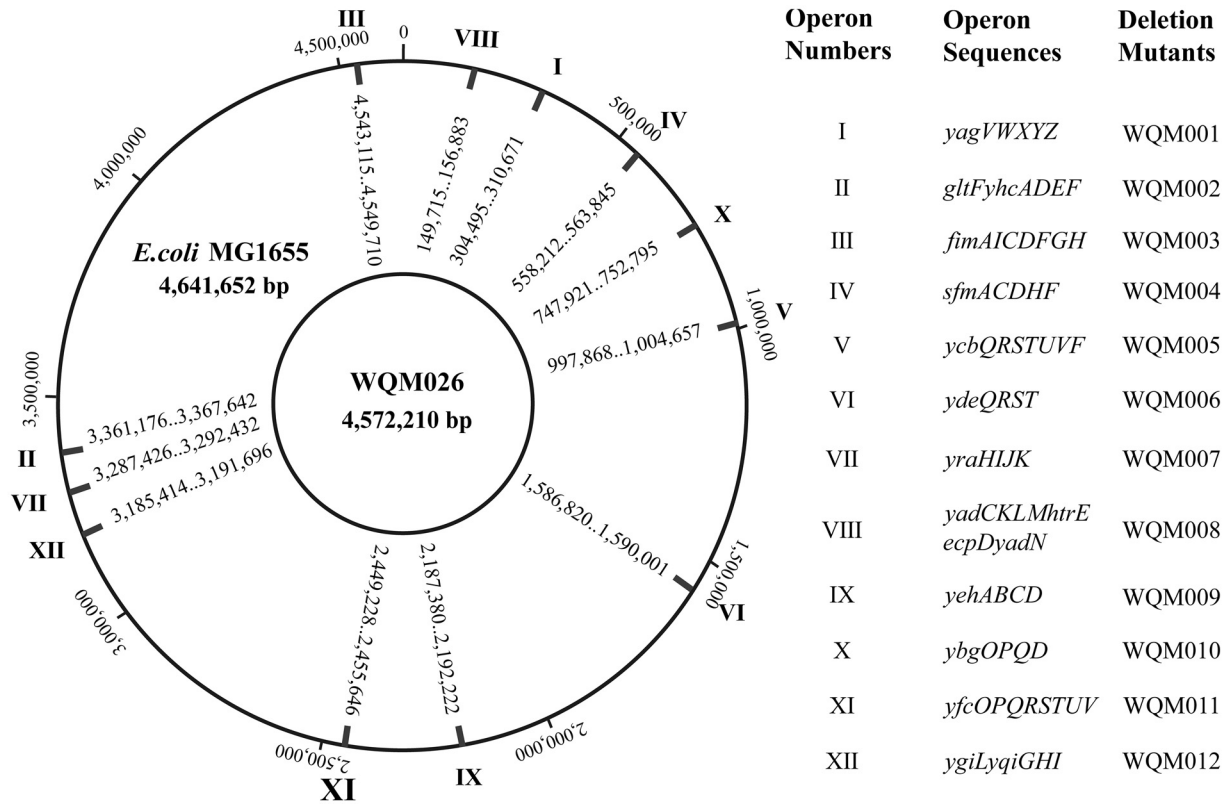 III
4,500,000
0
VIII
I
500,000
IV
X
V
1,000,000
1,500,000
VI
2,000,000
IX
XI
2,500,000
3,000,000
XII
VII
II
3,500,000
4,000,000
4,543,115..4,549,710
149,715..156,883
304,495..310,671
558,212..563,845
747,921..752,795
997,868..1,004,657
1,586,820..1,590,001
2,187,380..2,192,222
2,449,228..2,455,646
3,185,414..3,191,696
3,287,426..3,292,432
3,361,176..3,367,642
E.coli MG1655
4,641,652 bp
WQM026
4,572,210 bp
Operon Operon Deletion
Numbers Sequences Mutants
I yagVWXYZ WQM001
II gltFyhcADEF WQM002
III fimAICDFGH WQM003
IV sfmACDHF WQM004
V ycbQRSTUVF WQM005
VI ydeQRST WQM006
VII yraHIJK WQM007
VIII yadCKLMhtrE WQM008
ecpDyadN
IX yehABCD WQM009
X ybgOPQD WQM010
XI yfcOPQRSTUV WQM011
XII ygiLyqiGHI WQM012